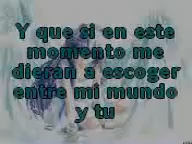 Y que si en este
momento me
dieran a escoger
entre mi mundo
y tu